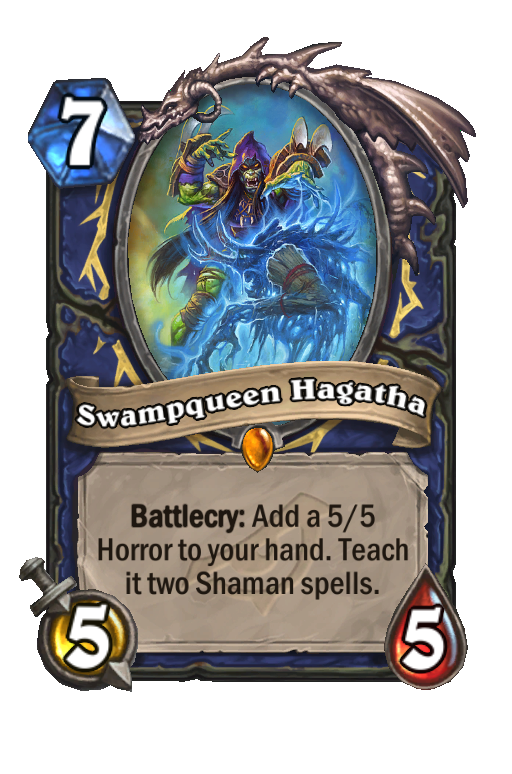 7
Swampqueen Hagatha
Battlecry: Add a 5/5
Horror to your hand. Teach
it two Shaman spells.
5
5